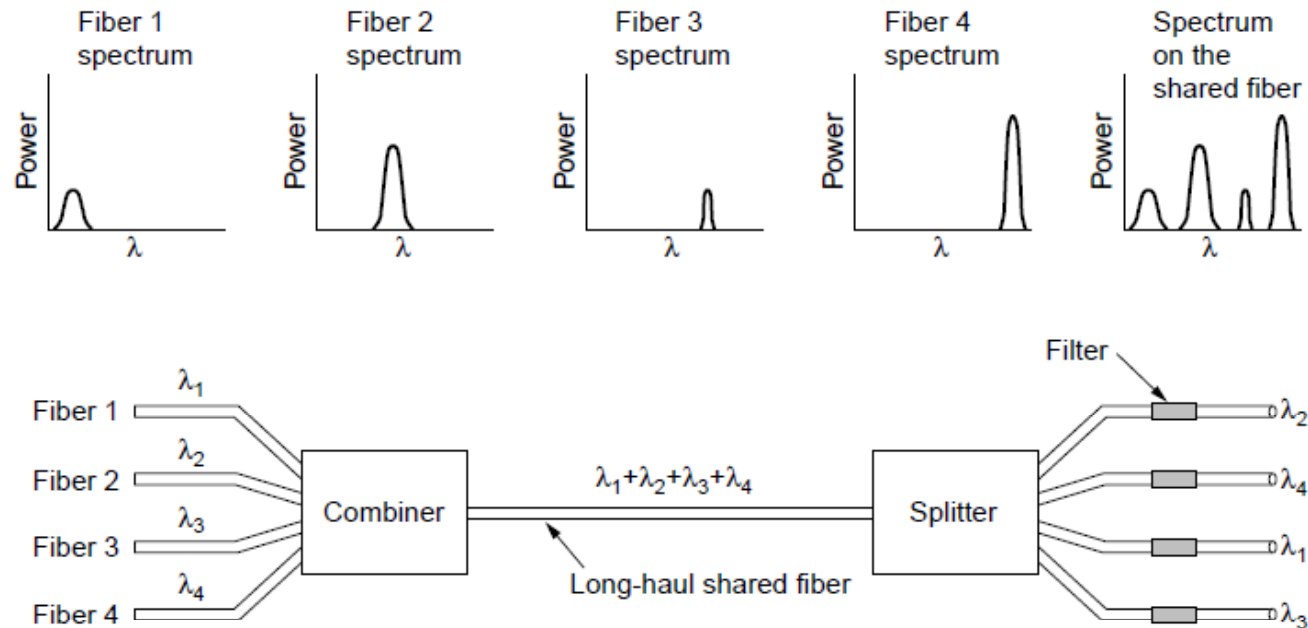 Fiber 1
spectrum
Fiber 2
spectrum
Fiber 3
spectrum
Fiber 4
spectrum
Spectrum
on the
shared fiber
Power
λ
Power
λ
Power
λ
Power
λ
Power
λ
Filter
Fiber 1
λ₁
Fiber 2
λ₂
Fiber 3
λ₃
Fiber 4
λ₄
Combiner
λ₁+λ₂+λ₃+λ₄
Long-haul shared fiber
Splitter
λ₂
λ₄
λ₁
λ₃